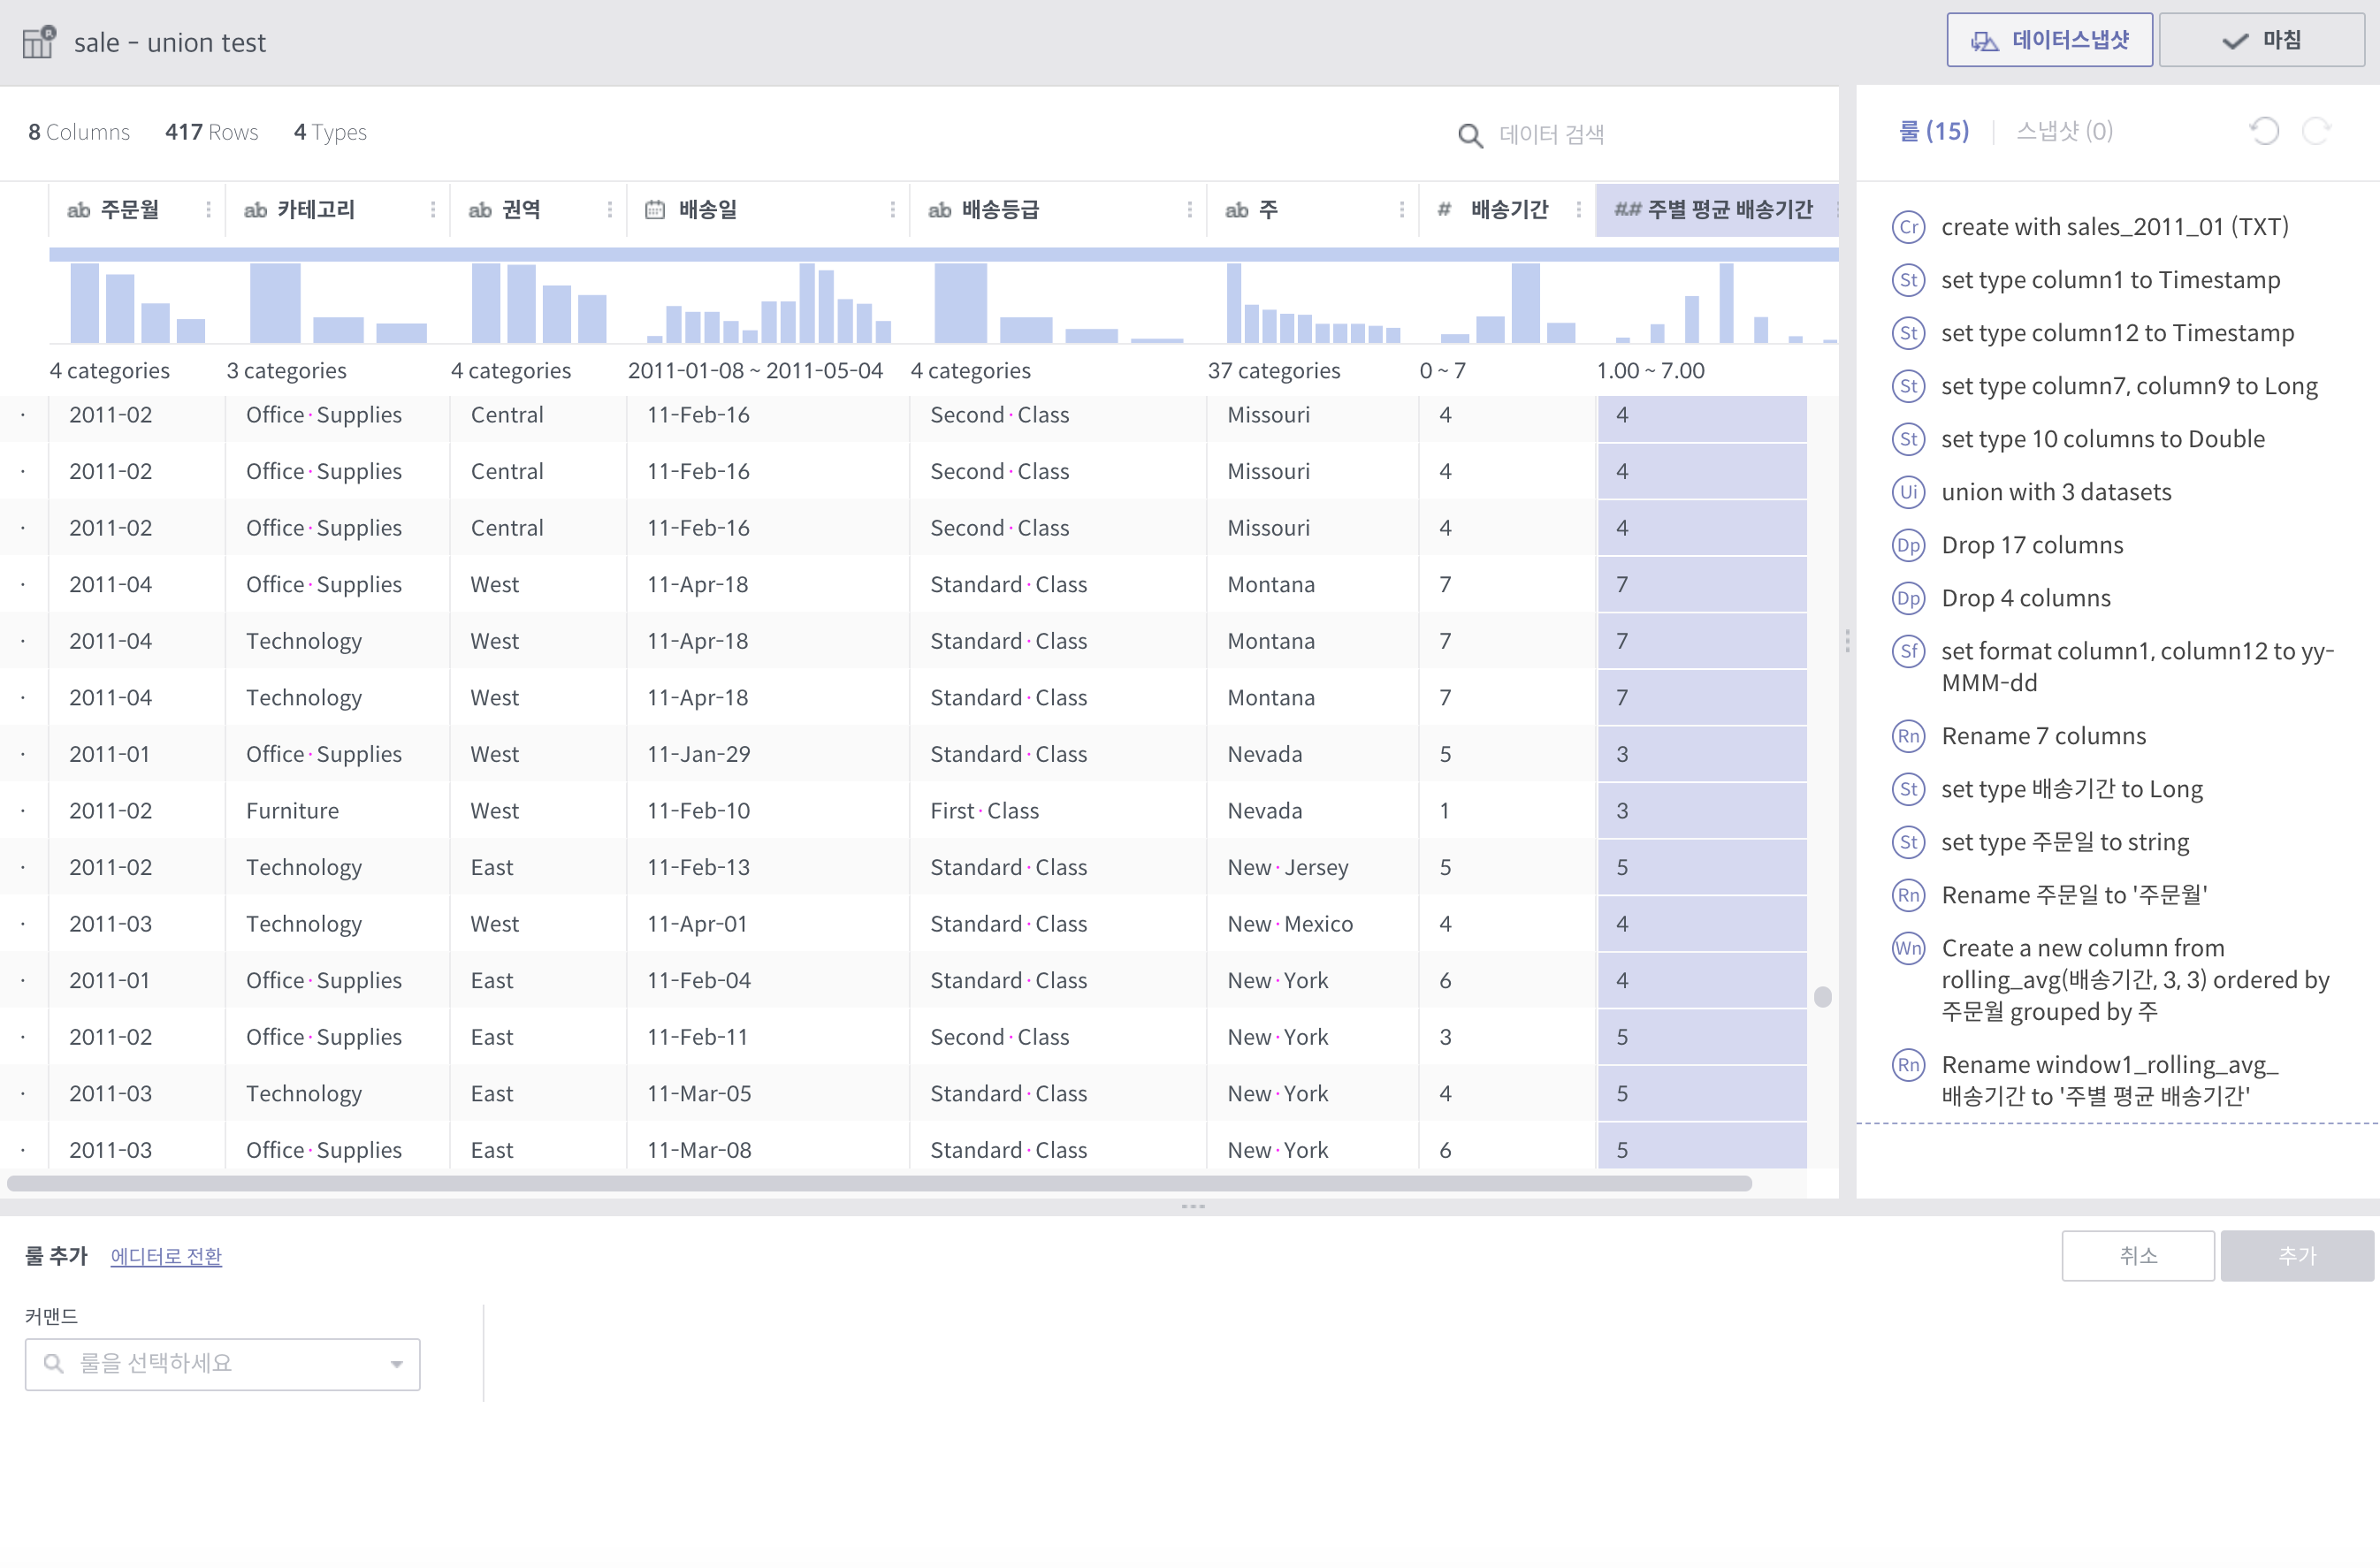 sale - union test
데이터스냅샷
마침
8 Columns 417 Rows 4 Types
데이터 검색
룰 (15) 스냅샷 (0)
ab 주문월 ab 카테고리 ab 권역 배송일 ab 배송등급 ab 주 # 배송기간 ## 주별 평균 배송기간
4 categories 3 categories 4 categories 2011-01-08 ~ 2011-05-04 4 categories 37 categories 0 ~ 7 1.00 ~ 7.00
· 2011-02 Office·Supplies Central 11-Feb-16 Second·Class Missouri 4 4
· 2011-02 Office·Supplies Central 11-Feb-16 Second·Class Missouri 4 4
· 2011-02 Office·Supplies Central 11-Feb-16 Second·Class Missouri 4 4
· 2011-04 Office·Supplies West 11-Apr-18 Standard·Class Montana 7 7
· 2011-04 Technology West 11-Apr-18 Standard·Class Montana 7 7
· 2011-04 Technology West 11-Apr-18 Standard·Class Montana 7 7
· 2011-01 Office·Supplies West 11-Jan-29 Standard·Class Nevada 5 3
· 2011-02 Furniture West 11-Feb-10 First·Class Nevada 1 3
· 2011-02 Technology East 11-Feb-13 Standard·Class New·Jersey 5 5
· 2011-03 Technology West 11-Apr-01 Standard·Class New·Mexico 4 4
· 2011-01 Office·Supplies East 11-Feb-04 Standard·Class New·York 6 4
· 2011-02 Office·Supplies East 11-Feb-11 Second·Class New·York 3 5
· 2011-03 Technology East 11-Mar-05 Standard·Class New·York 4 5
· 2011-03 Office·Supplies East 11-Mar-08 Standard·Class New·York 6 5
Cr create with sales_2011_01 (TXT)
St set type column1 to Timestamp
St set type column12 to Timestamp
St set type column7, column9 to Long
St set type 10 columns to Double
Ui union with 3 datasets
Dp Drop 17 columns
Dp Drop 4 columns
Sf set format column1, column12 to yy-
MMM-dd
Rn Rename 7 columns
St set type 배송기간 to Long
St set type 주문일 to string
Rn Rename 주문일 to '주문월'
Wn Create a new column from
rolling_avg(배송기간, 3, 3) ordered by
주문월 grouped by 주
Rn Rename window1_rolling_avg_
배송기간 to '주별 평균 배송기간'
룰 추가 에디터로 전환
취소 추가
커맨드
룰을 선택하세요